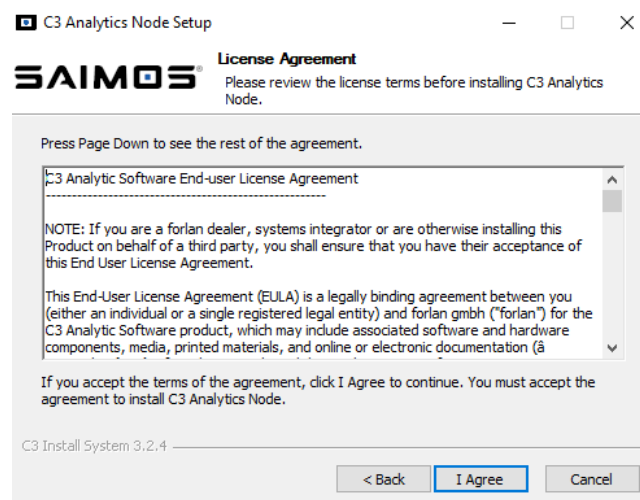 C3 Analytics Node Setup
SAIMOS®
License Agreement
Please review the license terms before installing C3 Analytics
Node.
Press Page Down to see the rest of the agreement.
C3 Analytic Software End-user License Agreement
------------------------------------------------------
NOTE: If you are a forlan dealer, systems integrator or are otherwise installing this
Product on behalf of a third party, you shall ensure that you have their acceptance of
this End User License Agreement.
This End-User License Agreement (EULA) is a legally binding agreement between you
(either an individual or a single registered legal entity) and forlan gmbh ("forlan") for the
C3 Analytic Software product, which may include associated software and hardware
components, media, printed materials, and online or electronic documentation (â
If you accept the terms of the agreement, click I Agree to continue. You must accept the
agreement to install C3 Analytics Node.
C3 Install System 3.2.4
< Back
I Agree
Cancel